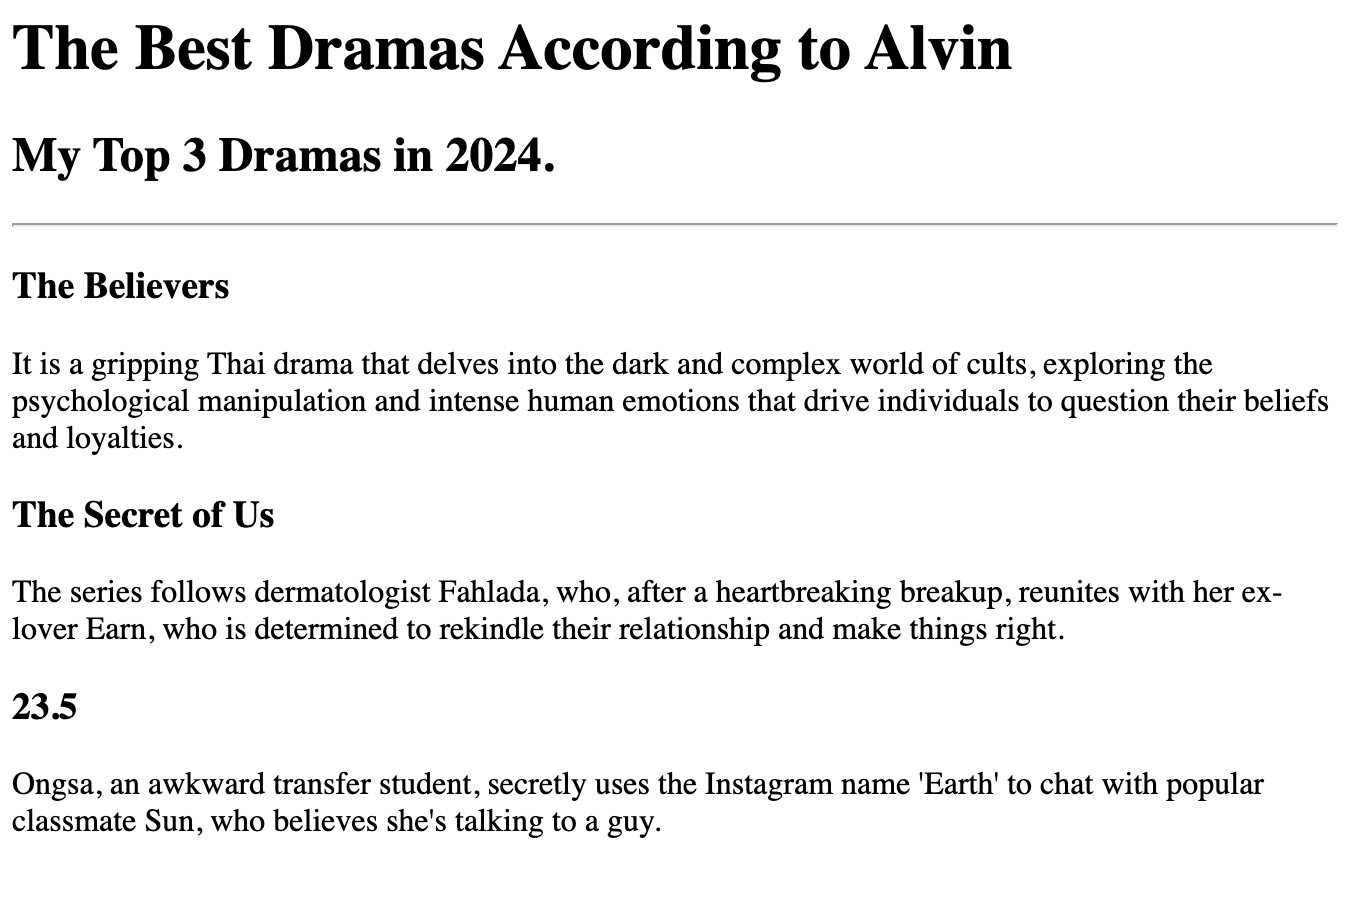 The Best Dramas According to Alvin
My Top 3 Dramas in 2024.
The Believers
It is a gripping Thai drama that delves into the dark and complex world of cults, exploring the
psychological manipulation and intense human emotions that drive individuals to question their beliefs
and loyalties.
The Secret of Us
The series follows dermatologist Fahlada, who, after a heartbreaking breakup, reunites with her ex-
lover Earn, who is determined to rekindle their relationship and make things right.
23.5
Ongsa, an awkward transfer student, secretly uses the Instagram name 'Earth' to chat with popular
classmate Sun, who believes she's talking to a guy.